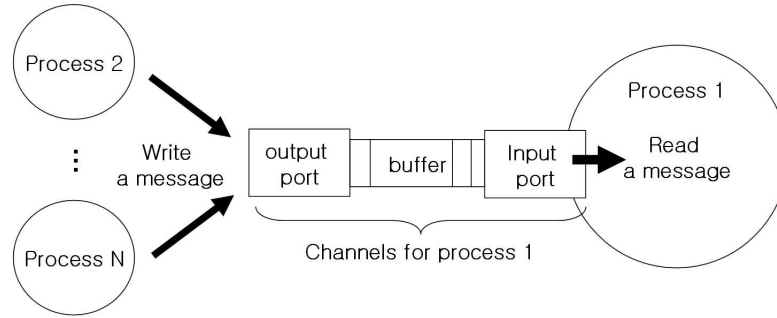 Process 2
⋮
Write
a message
Process N
output
port
buffer
Input
port
Channels for process 1
Process 1
Read
a message